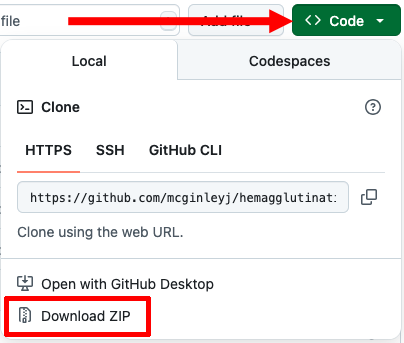 file
Add file
Code
Local
Codespaces
Clone
HTTPS
SSH
GitHub CLI
https://github.com/mcginleyj/hemagglutinati
Clone using the web URL.
Open with GitHub Desktop
Download ZIP